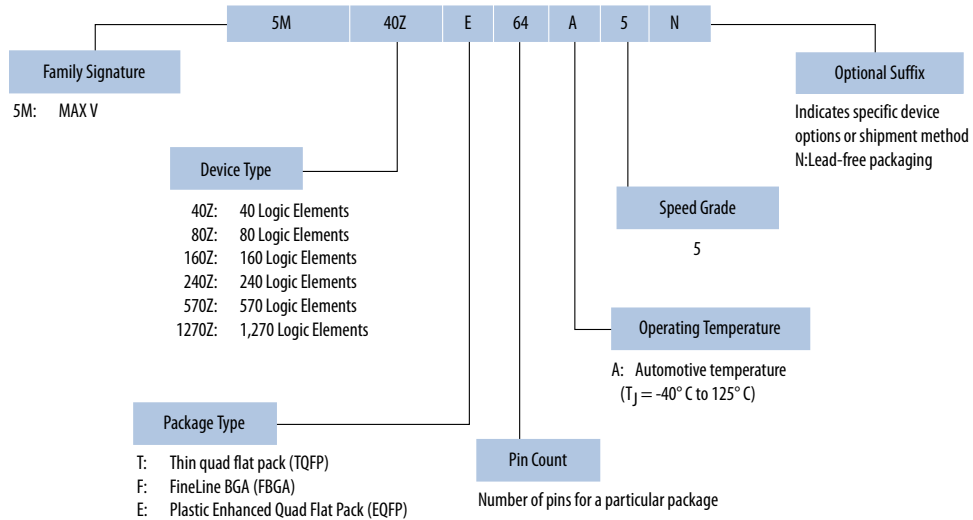 5M 40Z E 64 A 5 N
Family Signature
5M: MAX V
Optional Suffix
Indicates specific device
options or shipment method
N:Lead-free packaging
Device Type
40Z: 40 Logic Elements
80Z: 80 Logic Elements
160Z: 160 Logic Elements
240Z: 240 Logic Elements
570Z: 570 Logic Elements
1270Z: 1,270 Logic Elements
Speed Grade
5
Operating Temperature
A: Automotive temperature
(TJ = -40° C to 125° C)
Package Type
T: Thin quad flat pack (TQFP)
F: FineLine BGA (FBGA)
E: Plastic Enhanced Quad Flat Pack (EQFP)
Pin Count
Number of pins for a particular package